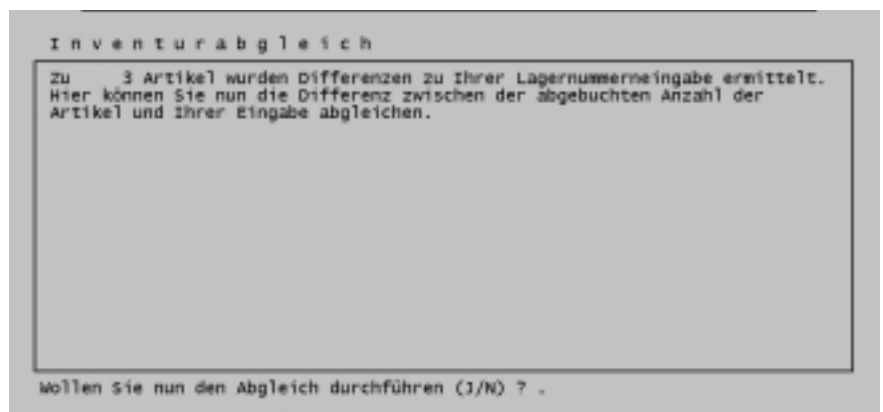 I n v e n t u r a b g l e i c h
Zu 3 Artikel wurden Differenzen zu Ihrer Lagernummerneingabe ermittelt.
Hier können Sie nun die Differenz zwischen der abgebuchten Anzahl der
Artikel und Ihrer Eingabe abgleichen.
Wollen Sie nun den Abgleich durchführen (J/N) ? .